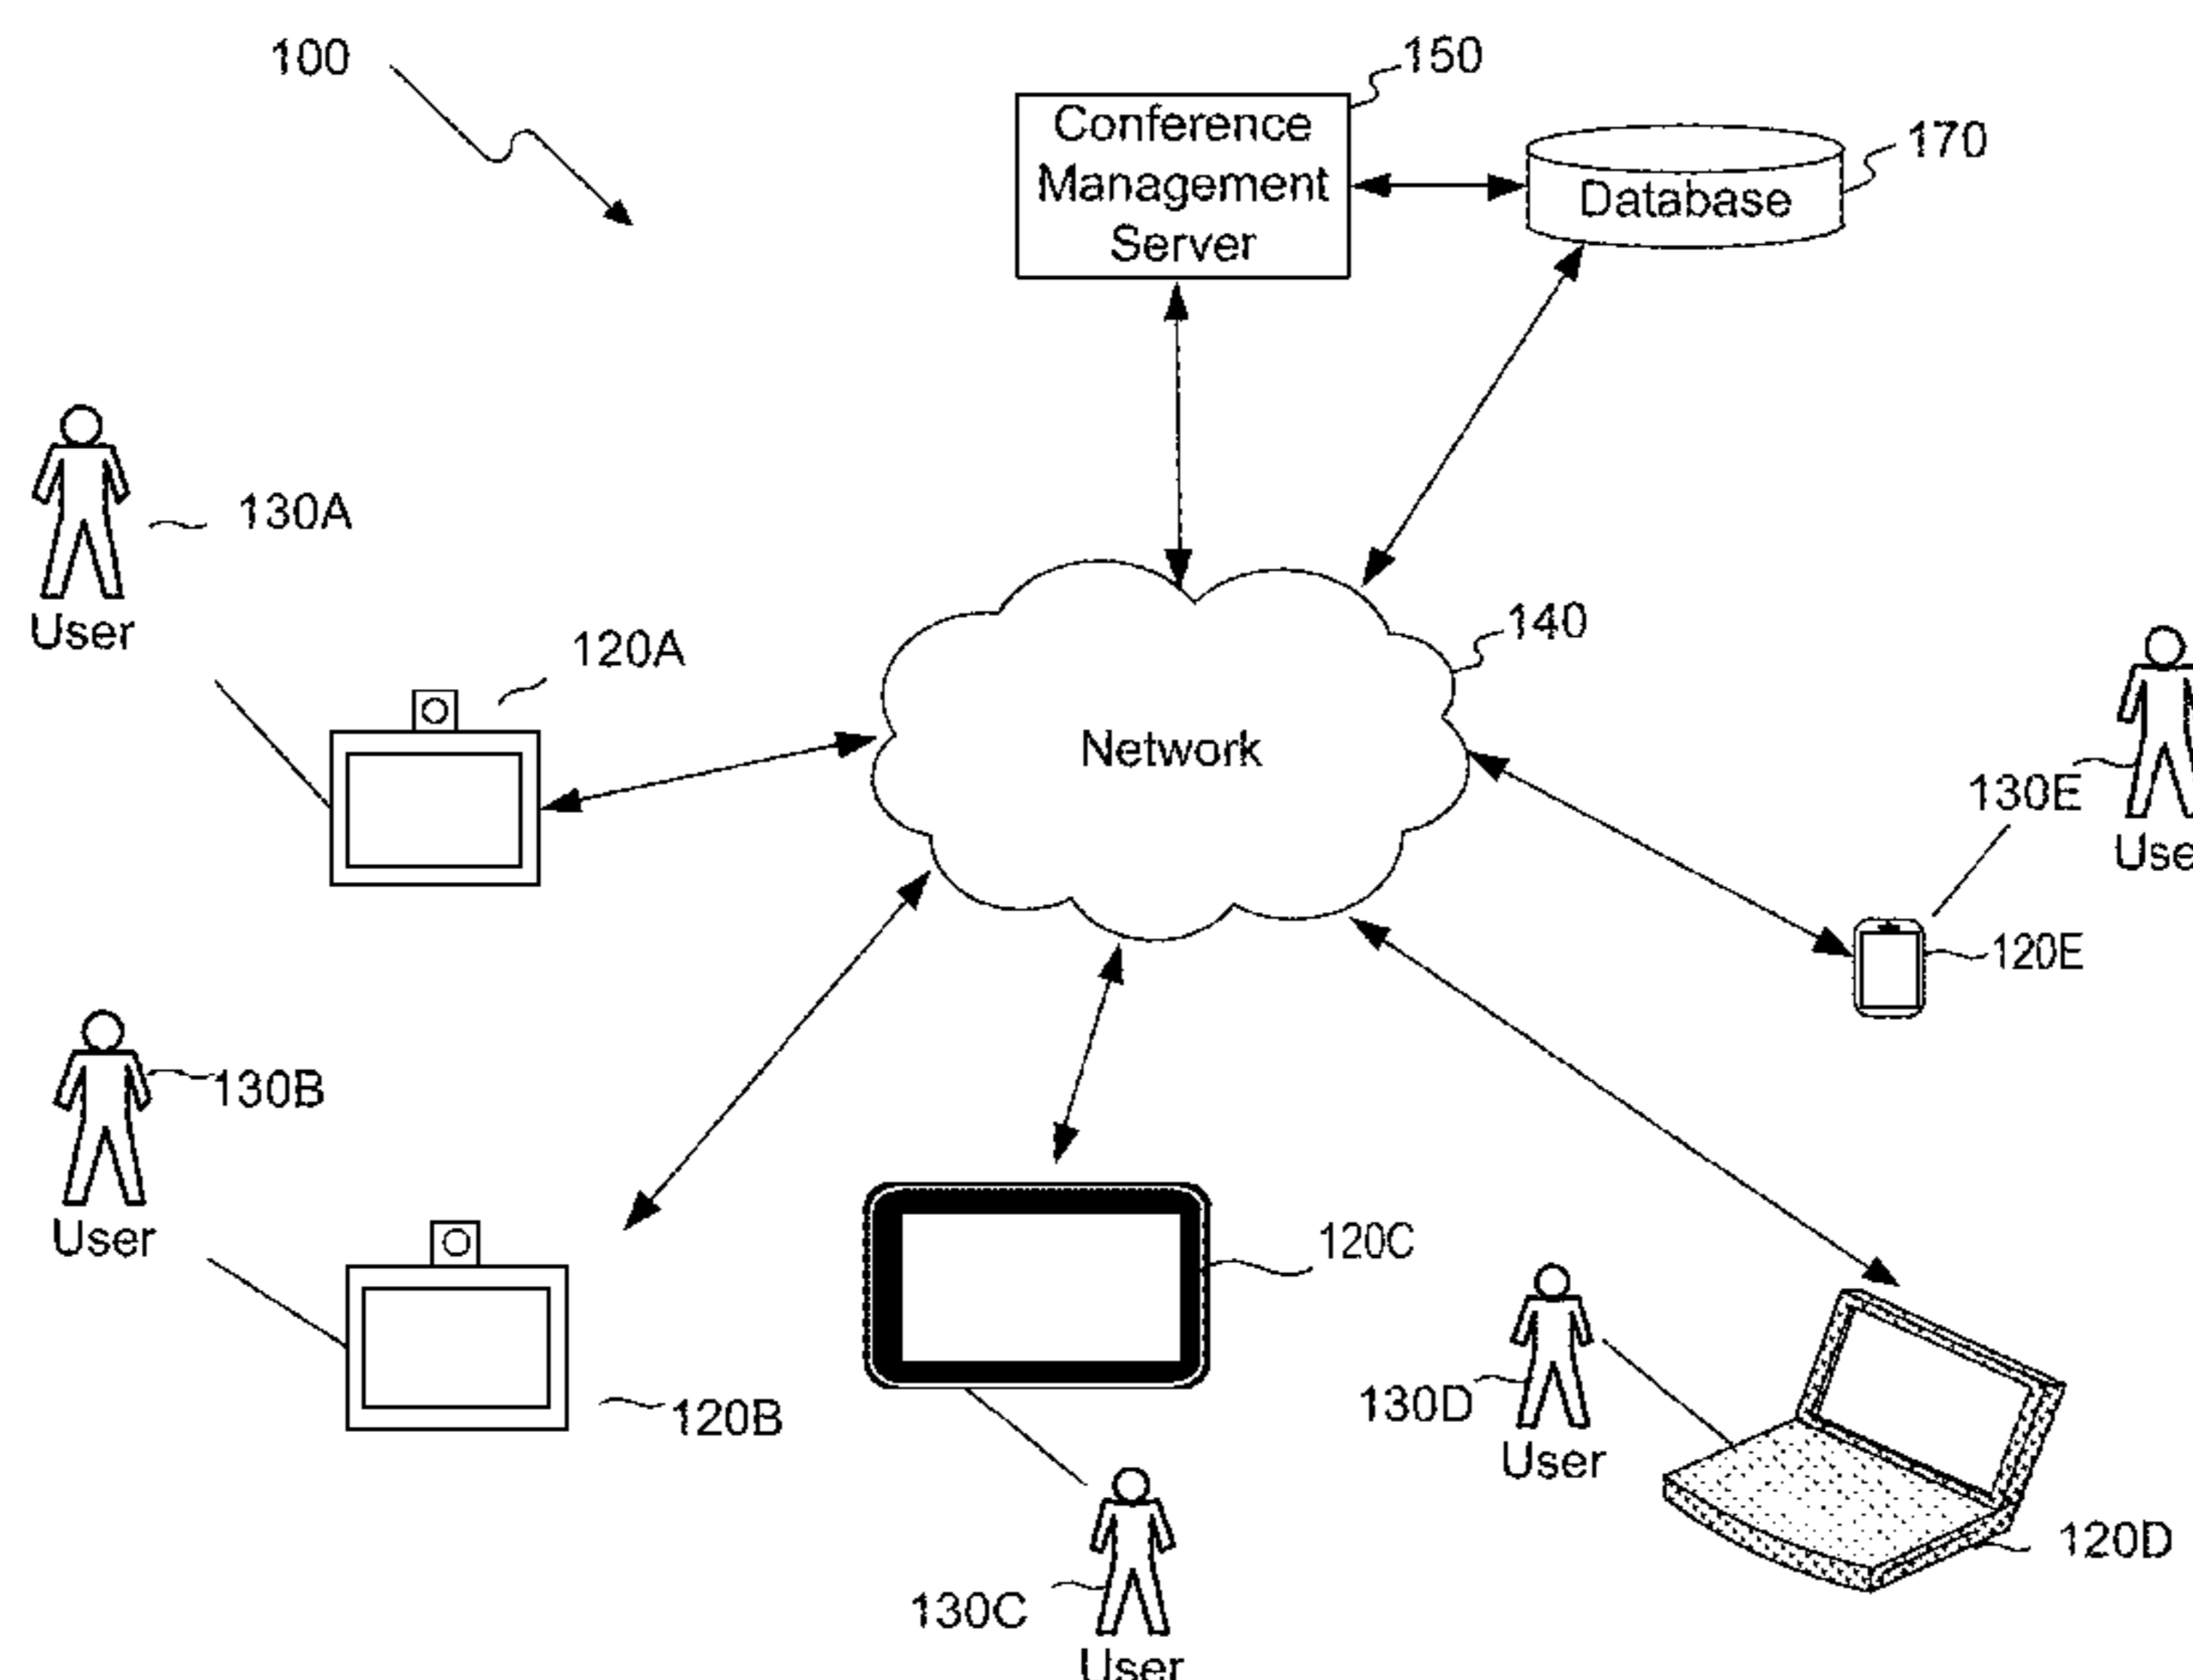 100
150
Conference
Management
Server
170
Database
130A
User
120A
140
Network
130E
Use
120E
130B
User
120C
120B
130D
User
120D
130C
User